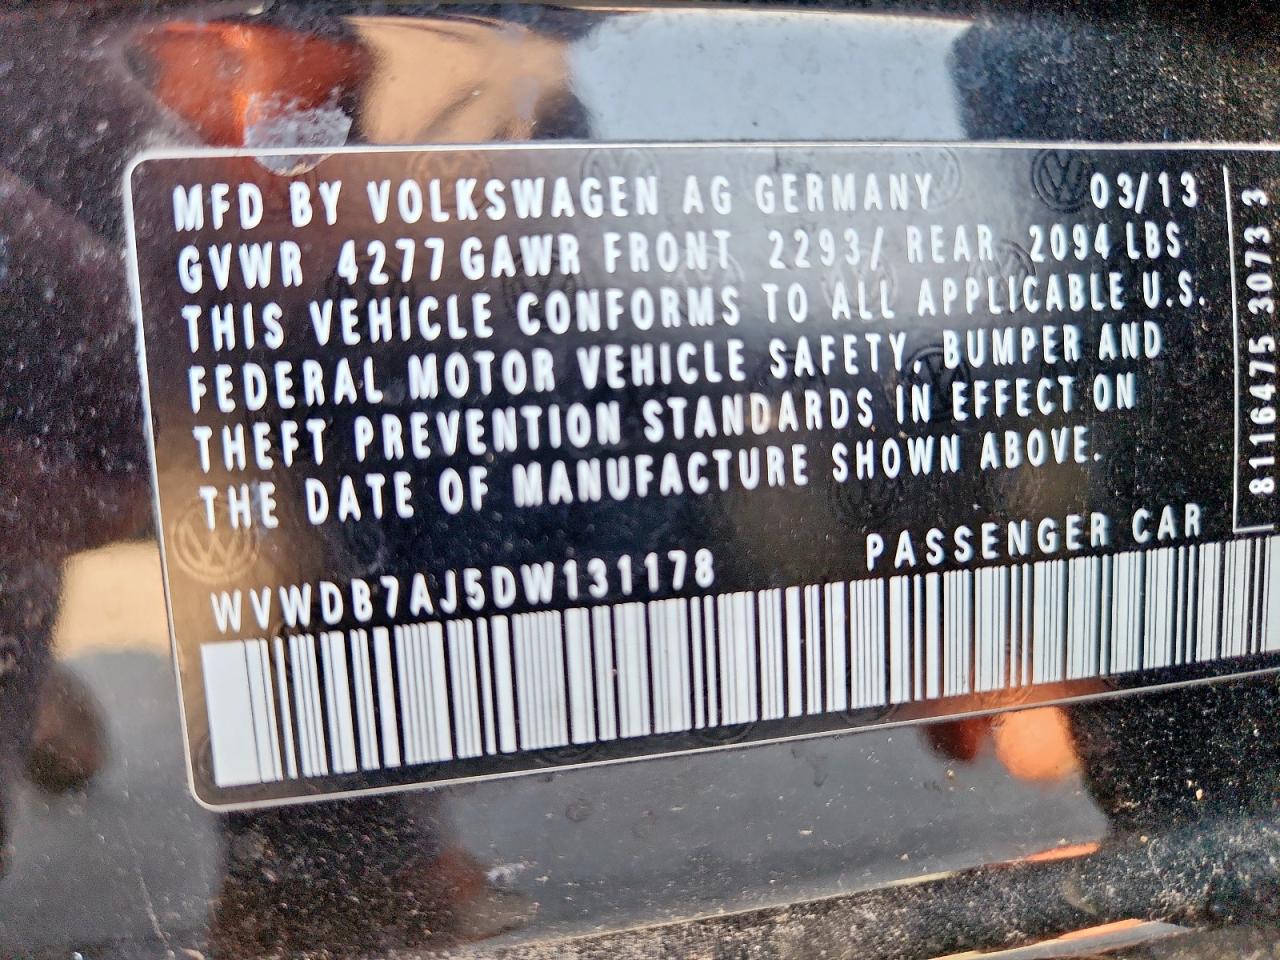 MFD BY VOLKSWAGEN AG GERMANY 03/13
GVWR 4277 GAWR FRONT 2293/ REAR 2094 LBS
THIS VEHICLE CONFORMS TO ALL APPLICABLE U.S.
FEDERAL MOTOR VEHICLE SAFETY, BUMPER AND
THEFT PREVENTION STANDARDS IN EFFECT ON
THE DATE OF MANUFACTURE SHOWN ABOVE.
PASSENGER CAR
WVWDB7AJ5DW131178
8116475 3073 3